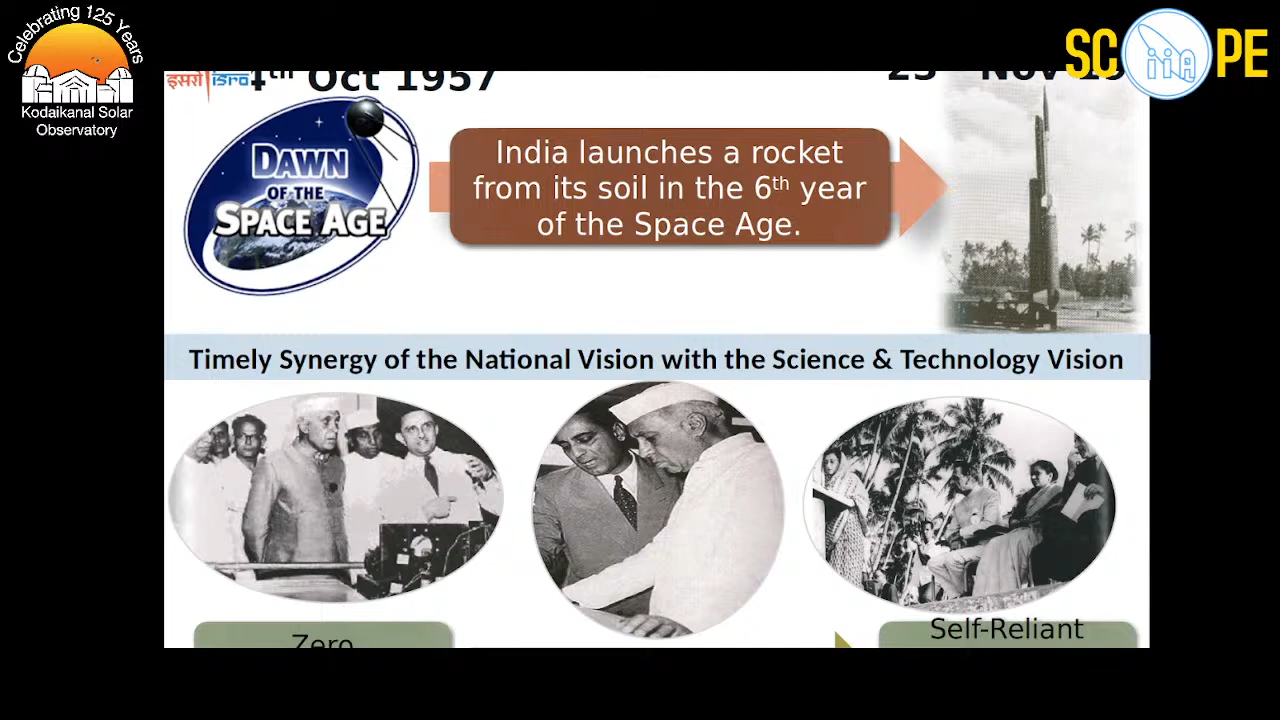 Celebrating 125 Years
Kodaikanal Solar
Observatory
SC iiA PE
इसरो isro
4th Oct 1957
DAWN
OF THE
SPACE AGE
India launches a rocket
from its soil in the 6th year
of the Space Age.
Timely Synergy of the National Vision with the Science & Technology Vision
Zero
Self-Reliant